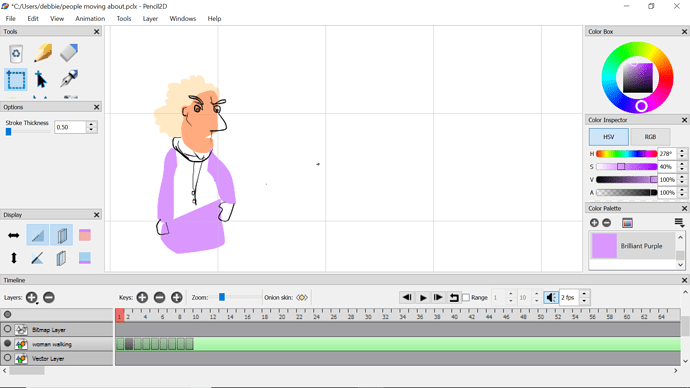 *C:/Users/debbie/people moving about.pclx - Pencil2D
File Edit View Animation Tools Layer Windows Help
Tools
Options
Stroke Thickness
0.50
Display
Color Box
Color Inspector
HSV RGB
H 278°
S 40%
V 100%
A 100%
Color Palette
Brilliant Purple
Timeline
Layers: Keys: Zoom: Onion skin: Range 1 10 2 fps
1 2 4 6 8 10 12 14 16 18 20 22 24 26 28 30 32 34 36 38 40 42 44 46 48 50 52 54 56 58 60 62 64
Bitmap Layer
woman walking
Vector Layer